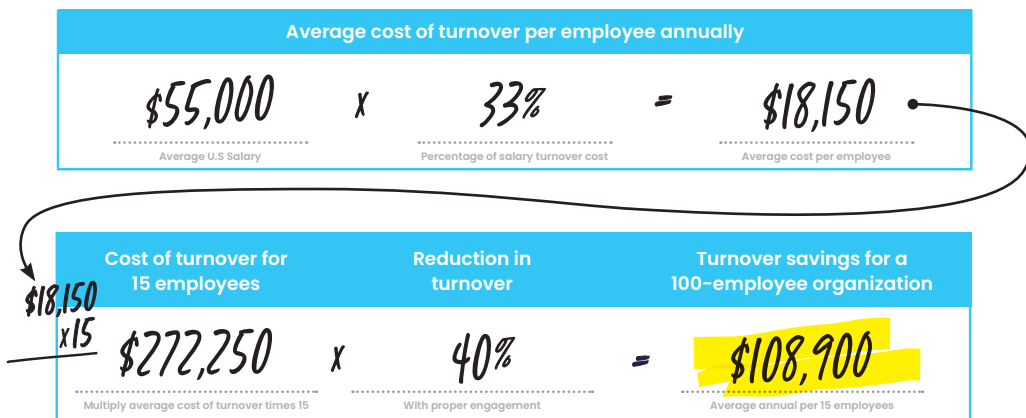 Average cost of turnover per employee annually
$55,000 x 33% = $18,150
Average U.S Salary Percentage of salary turnover cost Average cost per employee
Cost of turnover for Reduction in Turnover savings for a
15 employees turnover 100-employee organization
$18,150
x15
$272,250 x 40% = $108,900
Multiply average cost of turnover times 15 With proper engagement Average annual per 15 employees